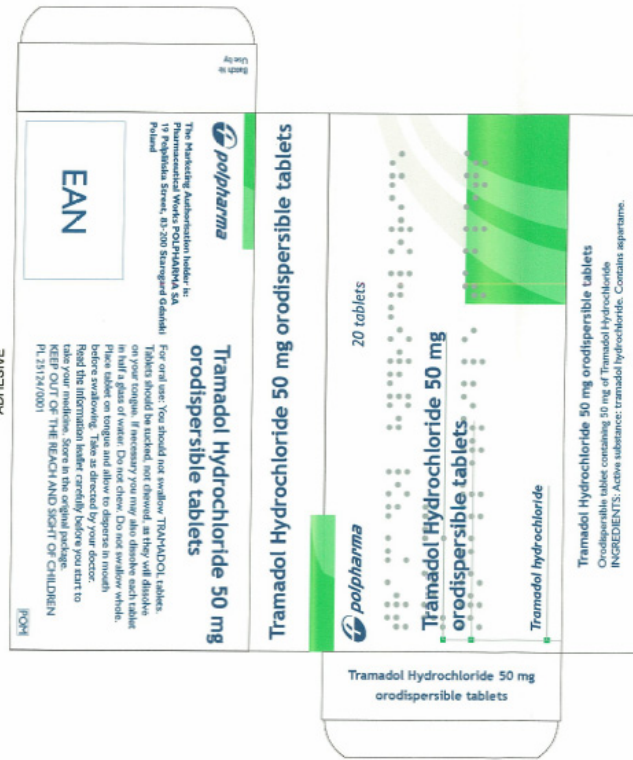 Batch №
Use by
polpharma
The Marketing Authorisation holder is:
Pharmaceutical Works POLPHARMA SA
19 Pelplińska Street, 83-200 Starogard Gdański
Poland
EAN
Tramadol Hydrochloride 50 mg
orodispersible tablets
For oral use: You should not swallow TRAMADOL tablets.
Tablets should be sucked, not chewed, as they will dissolve
on your tongue. If necessary you may also dissolve each tablet
in half a glass of water. Do not chew. Do not swallow whole.
Place tablet on tongue and allow to disperse in mouth
before swallowing. Take as directed by your doctor.
Read the information leaflet carefully before you start to
take your medicine. Store in the original package.
KEEP OUT OF THE REACH AND SIGHT OF CHILDREN
PL 25124/0001
POM
Tramadol Hydrochloride 50 mg orodispersible tablets
20 tablets
polpharma
Tramadol Hydrochloride 50 mg
orodispersible tablets
Tramadol hydrochloride
Tramadol Hydrochloride 50 mg
orodispersible tablets
Tramadol Hydrochloride 50 mg orodispersible tablets
Orodispersible tablet containing 50 mg of Tramadol Hydrochloride
INGREDIENTS: Active substance: tramadol hydrochloride. Contains aspartame.